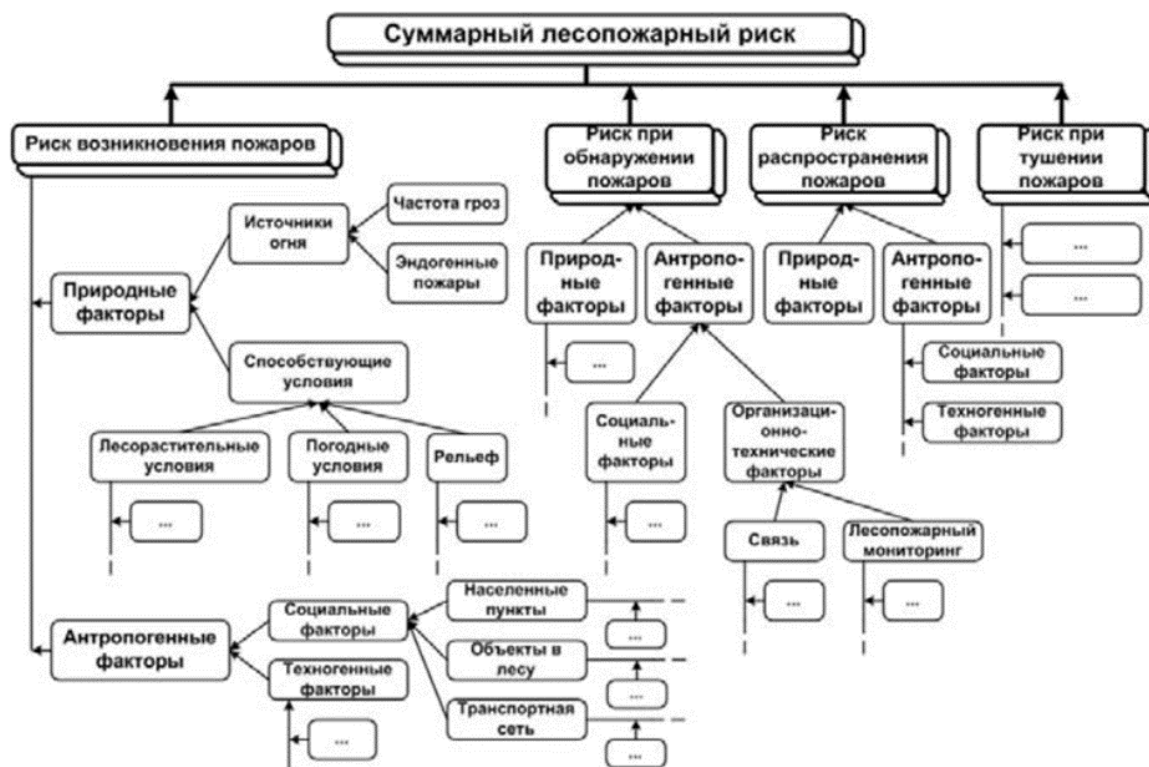 Суммарный лесопожарный риск
Риск возникновения пожаров
Риск при
обнаружении
пожаров
Риск
распространения
пожаров
Риск при
тушении
пожаров
Источники
огня
Частота гроз
Эндогенные
пожары
Природные
факторы
Способствующие
условия
Лесорастительные
условия
Погодные
условия
Рельеф
...
...
...
Природ-
ные
факторы
Антропо-
генные
факторы
Природ-
ные
факторы
Антропо-
генные
факторы
...
...
...
Социаль-
ные
факторы
Организаци-
онно-
технические
факторы
Социальные
факторы
Техногенные
факторы
...
Связь
Лесопожарный
мониторинг
...
...
Антропогенные
факторы
Социальные
факторы
Техногенные
факторы
...
Населенные
пункты
...
Объекты в
лесу
...
Транспортная
сеть
...